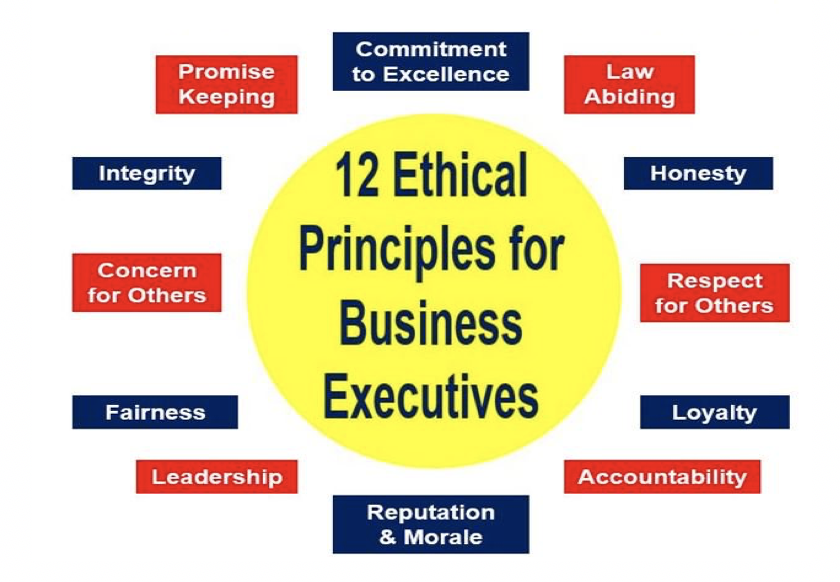 Commitment
to Excellence
Promise
Keeping
Law
Abiding
Integrity
Honesty
12 Ethical
Principles for
Business
Executives
Concern
for Others
Respect
for Others
Fairness
Loyalty
Leadership
Accountability
Reputation
& Morale